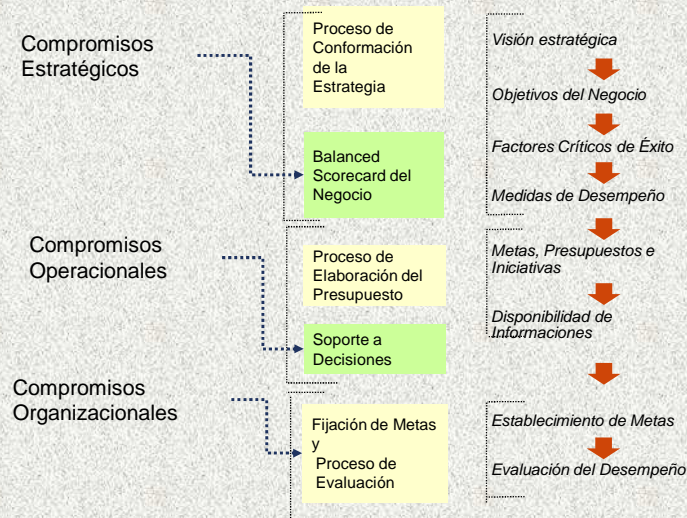 Compromisos
Estratégicos
Proceso de
Conformación
de la
Estrategia
Balanced
Scorecard del
Negocio
Visión estratégica
Objetivos del Negocio
Factores Críticos de Éxito
Medidas de Desempeño
Compromisos
Operacionales
Proceso de
Elaboración del
Presupuesto
Soporte a
Decisiones
Metas, Presupuestos e
Iniciativas
Disponibilidad de
Informaciones
Compromisos
Organizacionales
Fijación de Metas
y
Proceso de
Evaluación
Establecimiento de Metas
Evaluación del Desempeño